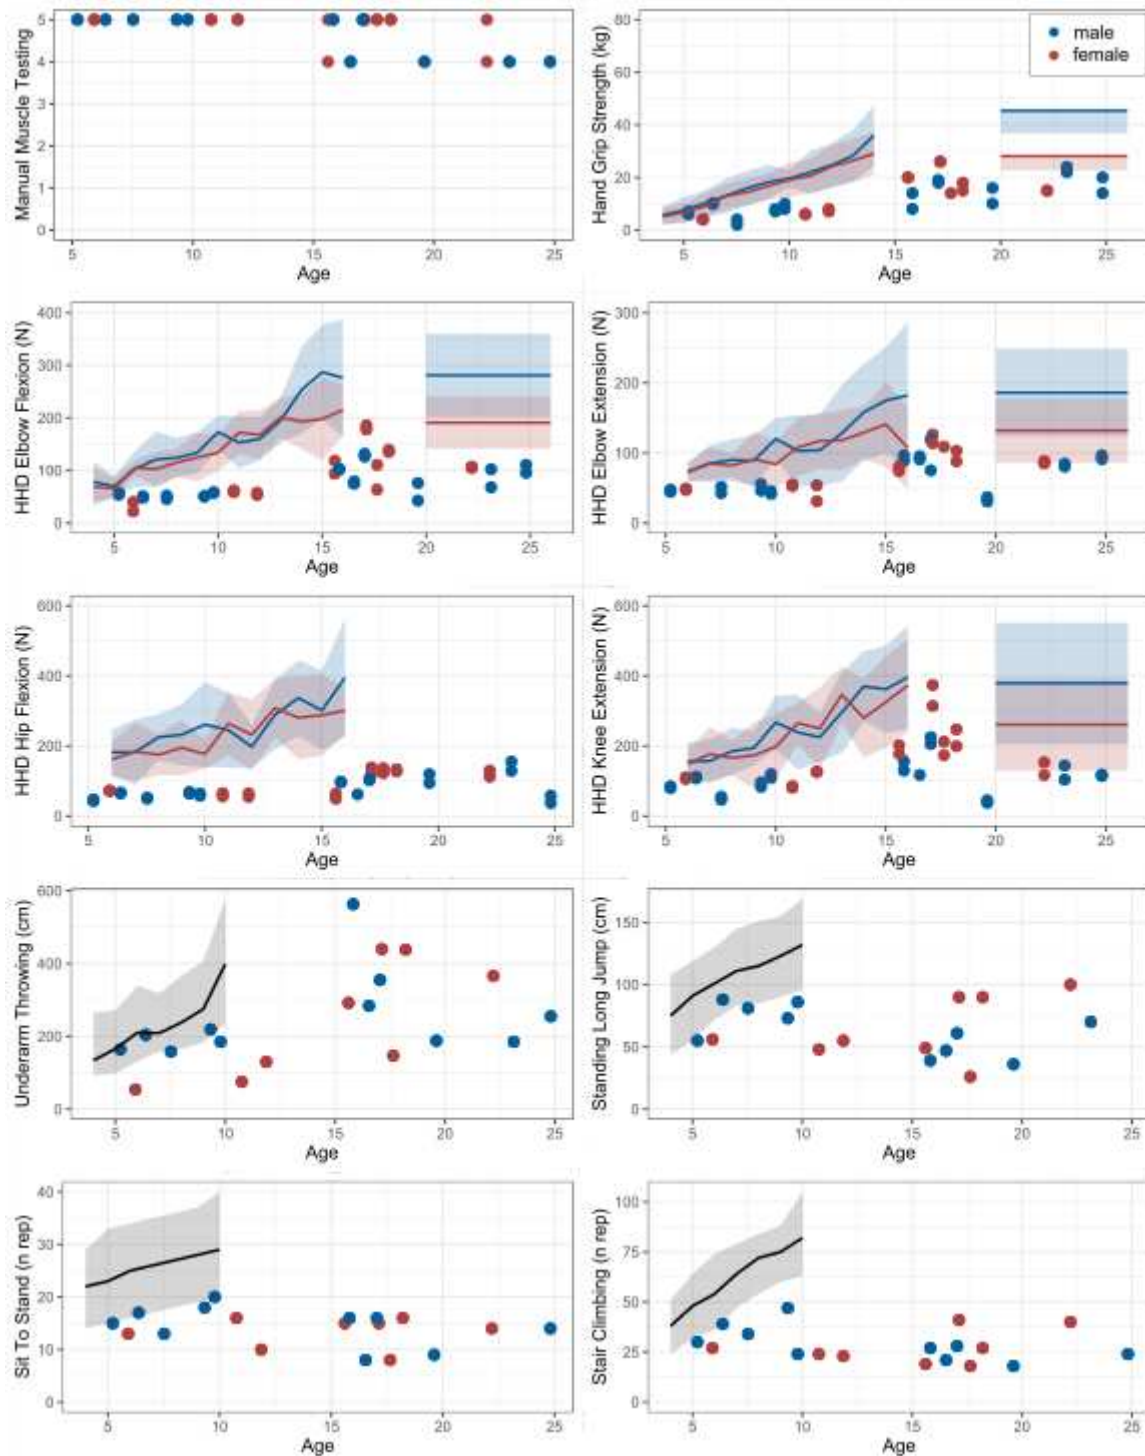 Manual Muscle Testing
5
4
3
2
1
0
5 10 15 20 25
Age
Hand Grip Strength (kg)
80
60
40
20
0
5 10 15 20 25
Age
male
female
HHD Elbow Flexion (N)
400
300
200
100
0
5 10 15 20 25
Age
HHD Elbow Extension (N)
300
200
100
0
5 10 15 20 25
Age
HHD Hip Flexion (N)
600
400
200
0
5 10 15 20 25
Age
HHD Knee Extension (N)
600
400
200
0
5 10 15 20 25
Age
Underarm Throwing (cm)
600
400
200
0
5 10 15 20 25
Age
Standing Long Jump (cm)
150
100
50
0
5 10 15 20 25
Age
Sit To Stand (n rep)
40
30
20
10
0
5 10 15 20 25
Age
Stair Climbing (n rep)
100
75
50
25
0
5 10 15 20 25
Age